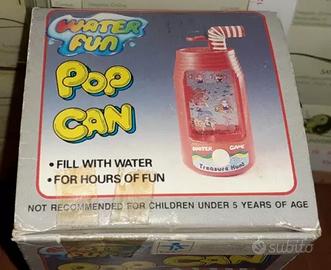 WATER
FUN
POP
CAN
• FILL WITH WATER
• FOR HOURS OF FUN
WATER GAME
Treasure Hunt
NOT RECOMMENDED FOR CHILDREN UNDER 5 YEARS OF AGE
subito